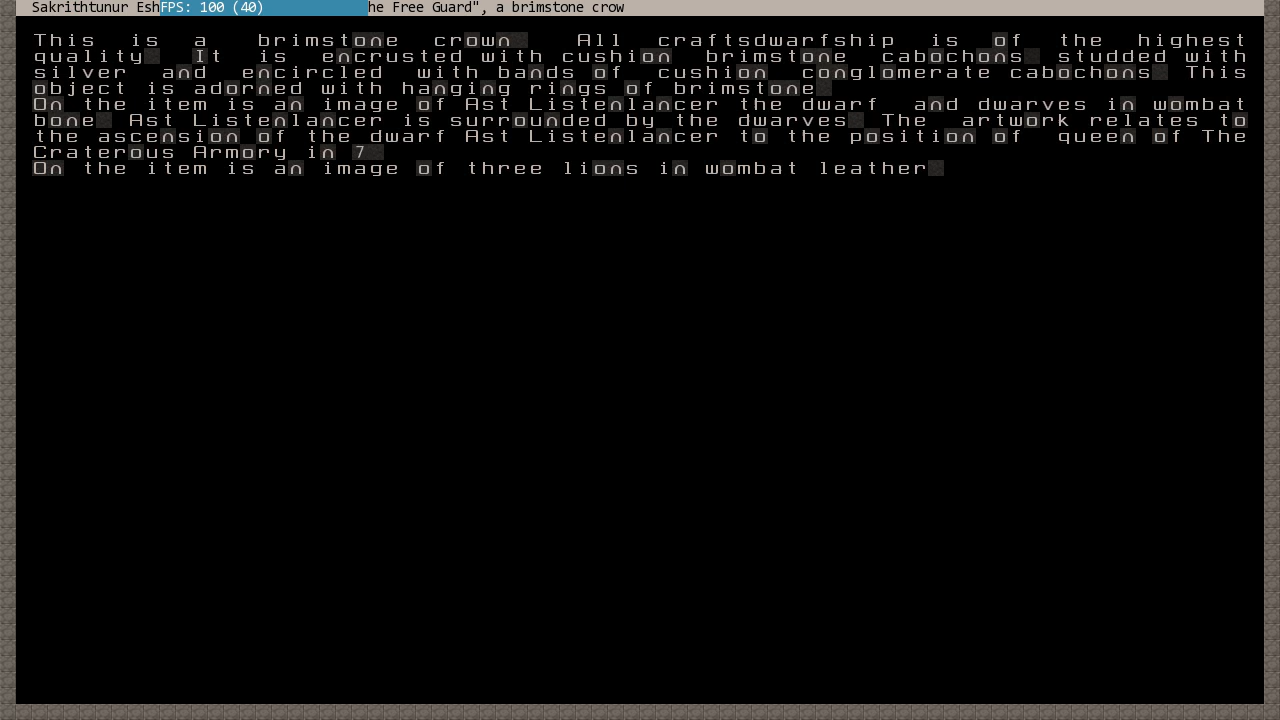 Sakrithtunur Esh FPS: 100 (40) he Free Guard", a brimstone crow
This is a brimstone crown All craftsdwarfship is of the highest
quality It is encrusted with cushion brimstone cabochons studded with
silver and encircled with bands of cushion conglomerate cabochons This
object is adorned with hanging rings of brimstone
On the item is an image of Ast Listenlancer the dwarf and dwarves in wombat
bone Ast Listenlancer is surrounded by the dwarves The artwork relates to
the ascension of the dwarf Ast Listenlancer to the position of queen of The
Craterous Armory in 7
On the item is an image of three lions in wombat leather